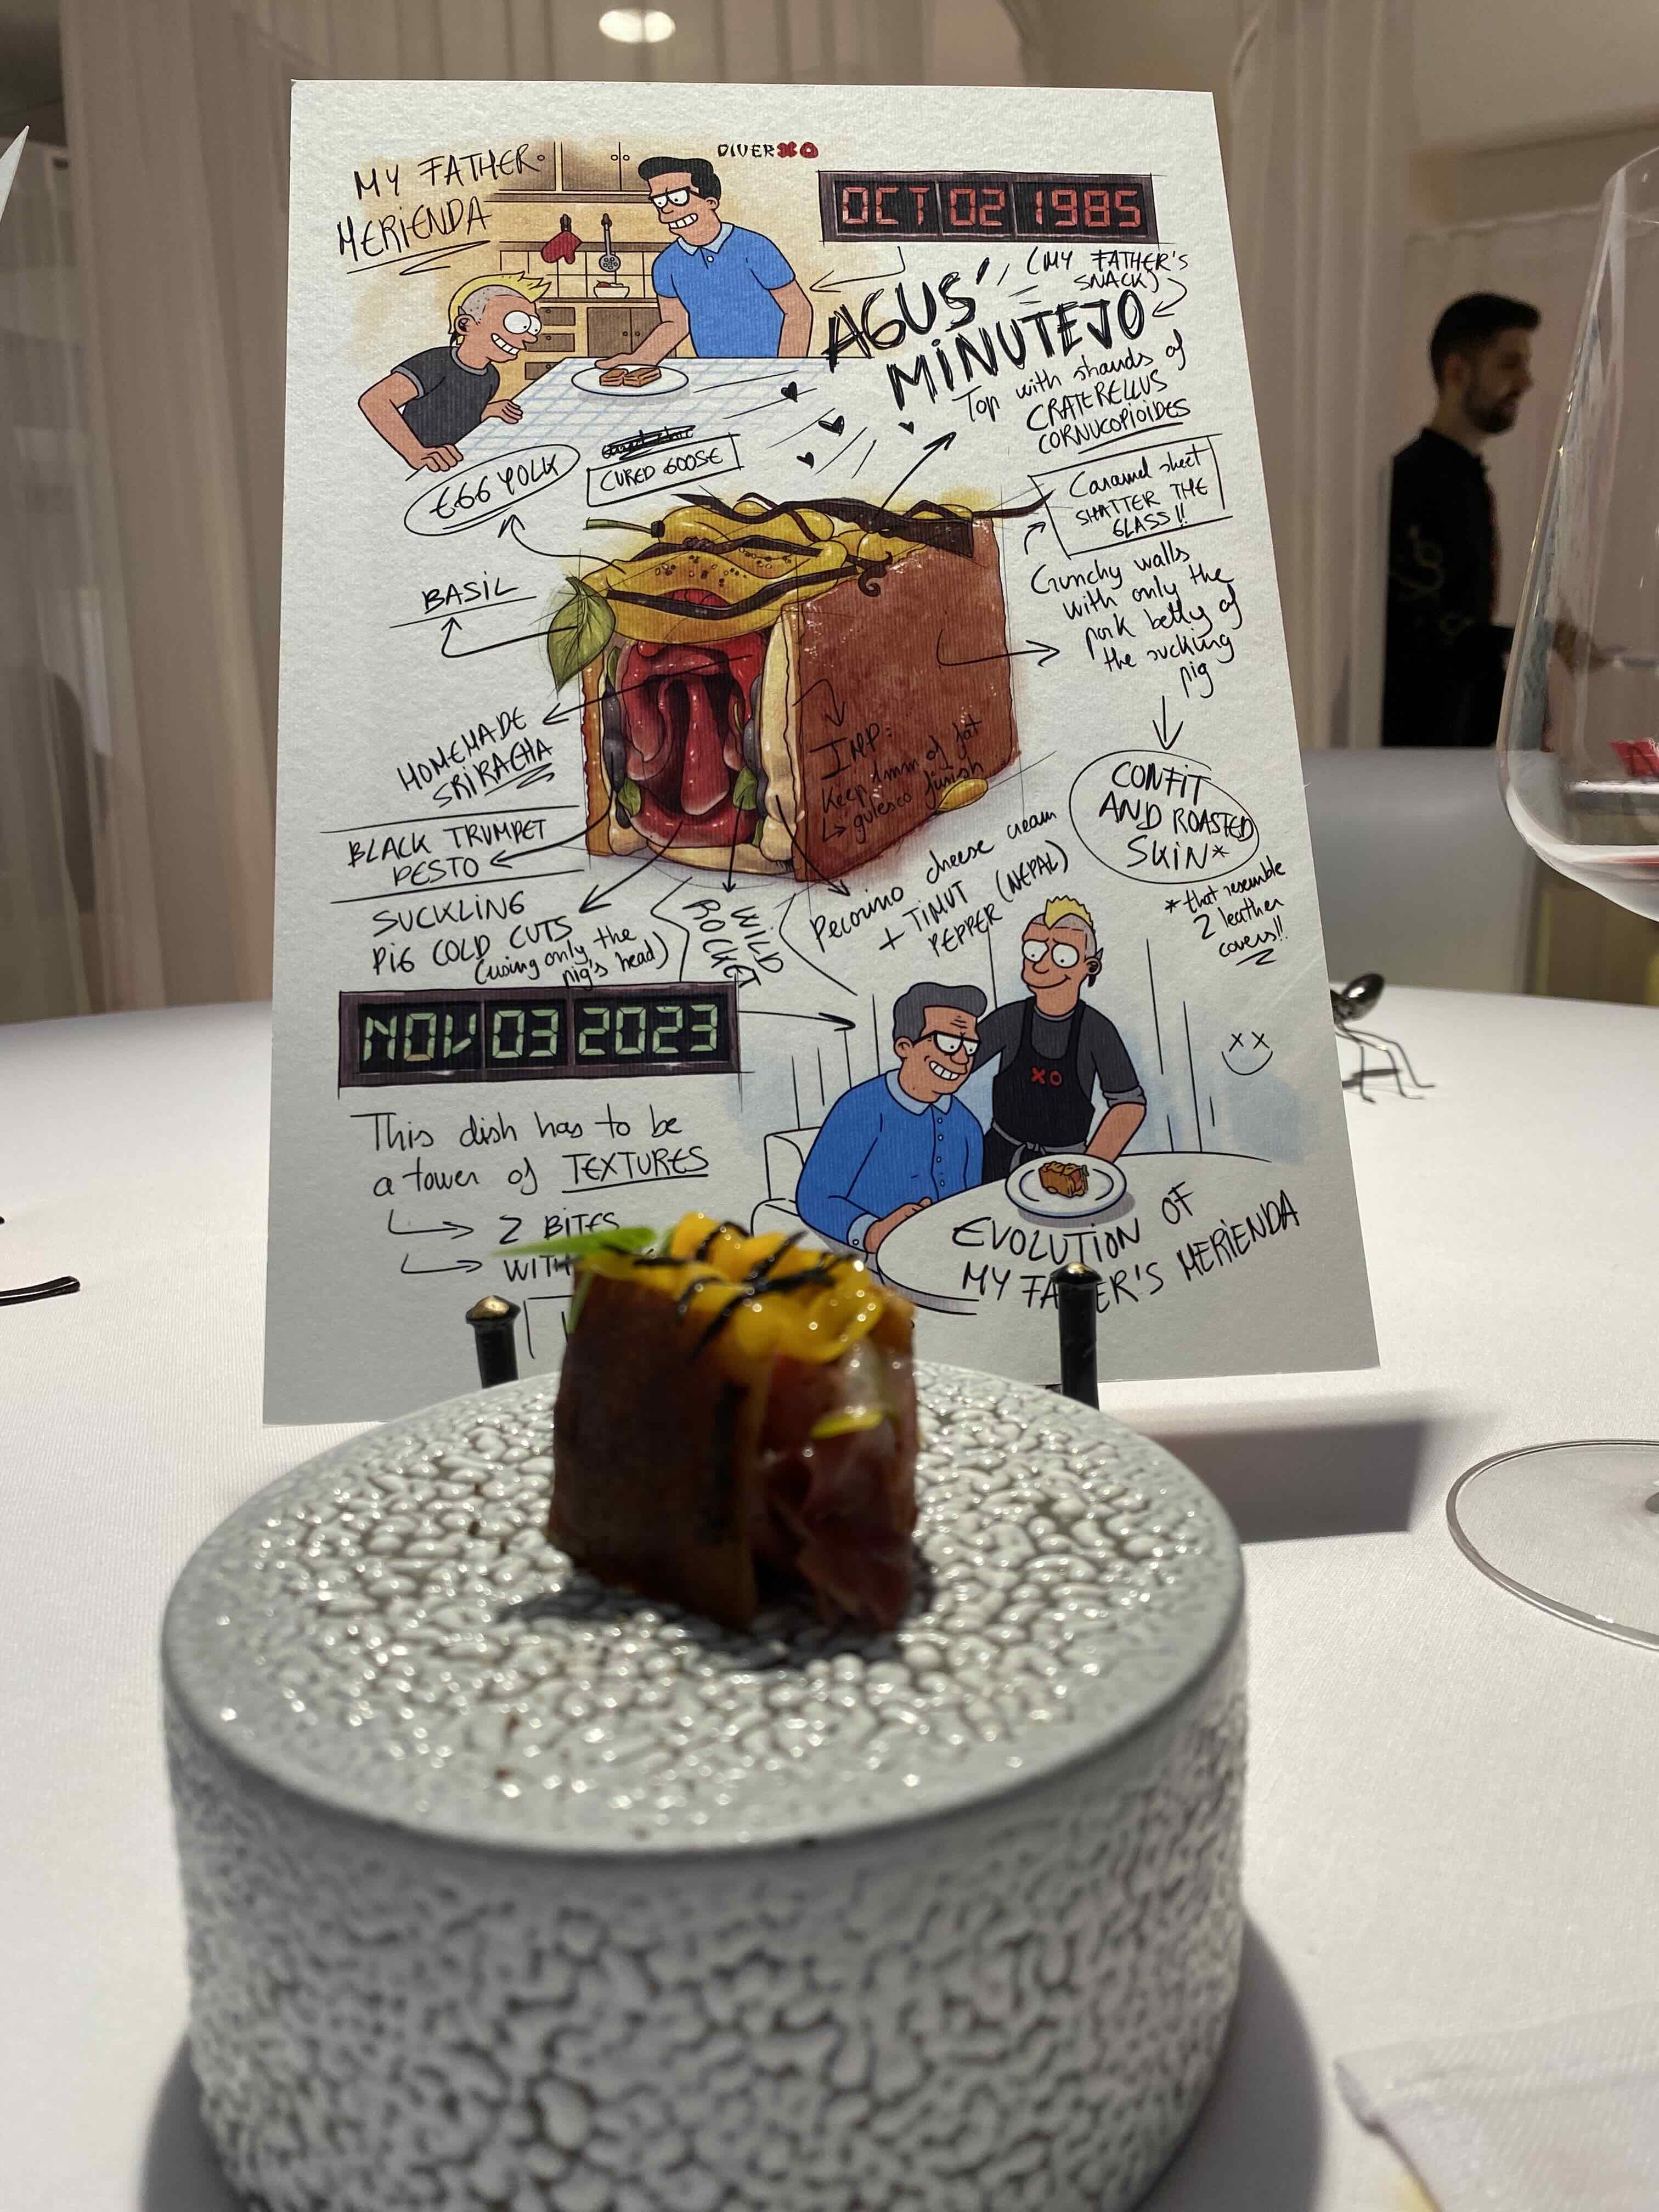 MY FATHER
MERIENDA
DIVERXO
OCT 02 1985
(MY FATHER'S
SNACK)
AGUS'
MINUTEJO
Top with strands of
CRATERELLUS
CORNUCOPIOIDES
EGG YOLK
CURED GOOSE
Caramel sheet
SHATTER THE
GLASS!!
BASIL
Crunchy walls
with only the
pork belly of
the suckling
pig
HOMEMADE
SRIRACHA
IMP:
Keep 1mm of fat
finish
CONFIT
AND ROASTED
SKIN*
*that resemble
2 leather
covers!!
BLACK TRUMPET
PESTO
SUCKLING
PIG COLD CUTS
(using only the
pig's head)
WILD
ROCKET
Pecorino cheese cream
+ TIMUT
PEPPER (NEPAL)
NOV 03 2023
XO
This dish has to be
a tower of TEXTURES
2 BITES
WITH
EVOLUTION OF
MY FATHER'S MERIENDA